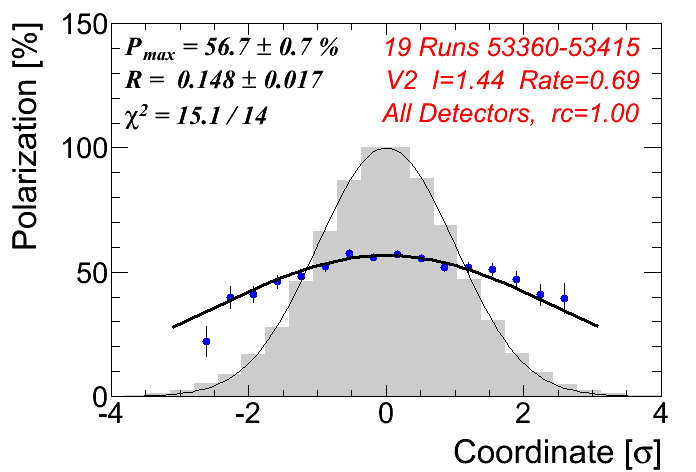 P_max = 56.7 ± 0.7 %
R = 0.148 ± 0.017
χ² = 15.1 / 14
19 Runs 53360-53415
V2 I=1.44 Rate=0.69
All Detectors, rc=1.00
Polarization [%]
150
100
50
0
-4 -2 0 2 4
Coordinate [σ]